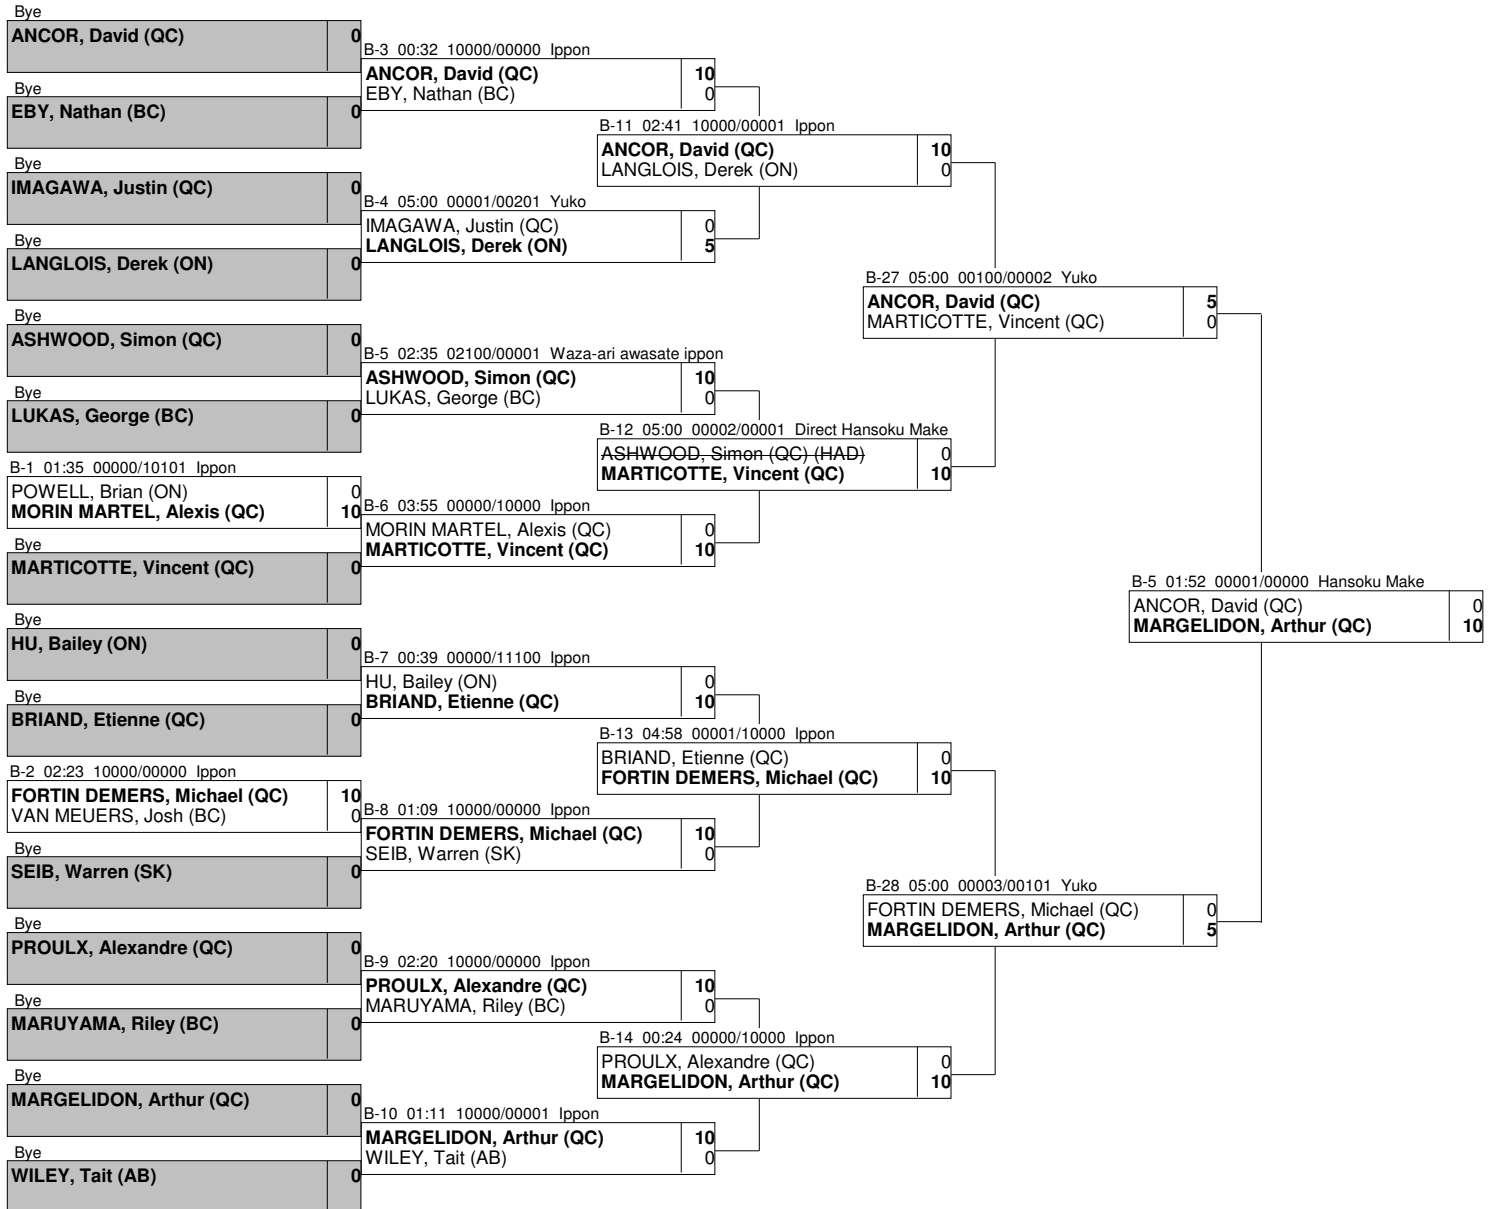 Bye
ANCOR, David (QC) 0
Bye
EBY, Nathan (BC) 0
Bye
IMAGAWA, Justin (QC) 0
Bye
LANGLOIS, Derek (ON) 0
Bye
ASHWOOD, Simon (QC) 0
Bye
LUKAS, George (BC) 0
B-1 01:35 00000/10101 Ippon
POWELL, Brian (ON) 0
MORIN MARTEL, Alexis (QC) 10
Bye
MARTICOTTE, Vincent (QC) 0
Bye
HU, Bailey (ON) 0
Bye
BRIAND, Etienne (QC) 0
B-2 02:23 10000/00000 Ippon
FORTIN DEMERS, Michael (QC) 10
VAN MEUERS, Josh (BC) 0
Bye
SEIB, Warren (SK) 0
Bye
PROULX, Alexandre (QC) 0
Bye
MARUYAMA, Riley (BC) 0
Bye
MARGELIDON, Arthur (QC) 0
Bye
WILEY, Tait (AB) 0
B-3 00:32 10000/00000 Ippon
ANCOR, David (QC) 10
EBY, Nathan (BC) 0
B-4 05:00 00001/00201 Yuko
IMAGAWA, Justin (QC) 0
LANGLOIS, Derek (ON) 5
B-5 02:35 02100/00001 Waza-ari awasate ippon
ASHWOOD, Simon (QC) 10
LUKAS, George (BC) 0
B-6 03:55 00000/10000 Ippon
MORIN MARTEL, Alexis (QC) 0
MARTICOTTE, Vincent (QC) 10
B-7 00:39 00000/11100 Ippon
HU, Bailey (ON) 0
BRIAND, Etienne (QC) 10
B-8 01:09 10000/00000 Ippon
FORTIN DEMERS, Michael (QC) 10
SEIB, Warren (SK) 0
B-9 02:20 10000/00000 Ippon
PROULX, Alexandre (QC) 10
MARUYAMA, Riley (BC) 0
B-10 01:11 10000/00001 Ippon
MARGELIDON, Arthur (QC) 10
WILEY, Tait (AB) 0
B-11 02:41 10000/00001 Ippon
ANCOR, David (QC) 10
LANGLOIS, Derek (ON) 0
B-12 05:00 00002/00001 Direct Hansoku Make
ASHWOOD, Simon (QC) (HAD) 0
MARTICOTTE, Vincent (QC) 10
B-13 04:58 00001/10000 Ippon
BRIAND, Etienne (QC) 0
FORTIN DEMERS, Michael (QC) 10
B-14 00:24 00000/10000 Ippon
PROULX, Alexandre (QC) 0
MARGELIDON, Arthur (QC) 10
B-27 05:00 00100/00002 Yuko
ANCOR, David (QC) 5
MARTICOTTE, Vincent (QC) 0
B-28 05:00 00003/00101 Yuko
FORTIN DEMERS, Michael (QC) 0
MARGELIDON, Arthur (QC) 5
B-5 01:52 00001/00000 Hansoku Make
ANCOR, David (QC) 0
MARGELIDON, Arthur (QC) 10